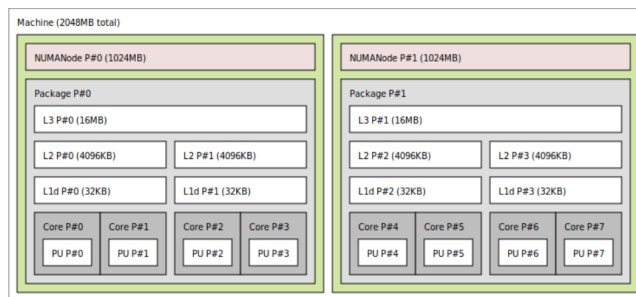 Machine (2048MB total)
NUMANode P#0 (1024MB)
Package P#0
L3 P#0 (16MB)
L2 P#0 (4096KB)
L2 P#1 (4096KB)
L1d P#0 (32KB)
L1d P#1 (32KB)
Core P#0
Core P#1
Core P#2
Core P#3
PU P#0
PU P#1
PU P#2
PU P#3
NUMANode P#1 (1024MB)
Package P#1
L3 P#1 (16MB)
L2 P#2 (4096KB)
L2 P#3 (4096KB)
L1d P#2 (32KB)
L1d P#3 (32KB)
Core P#4
Core P#5
Core P#6
Core P#7
PU P#4
PU P#5
PU P#6
PU P#7